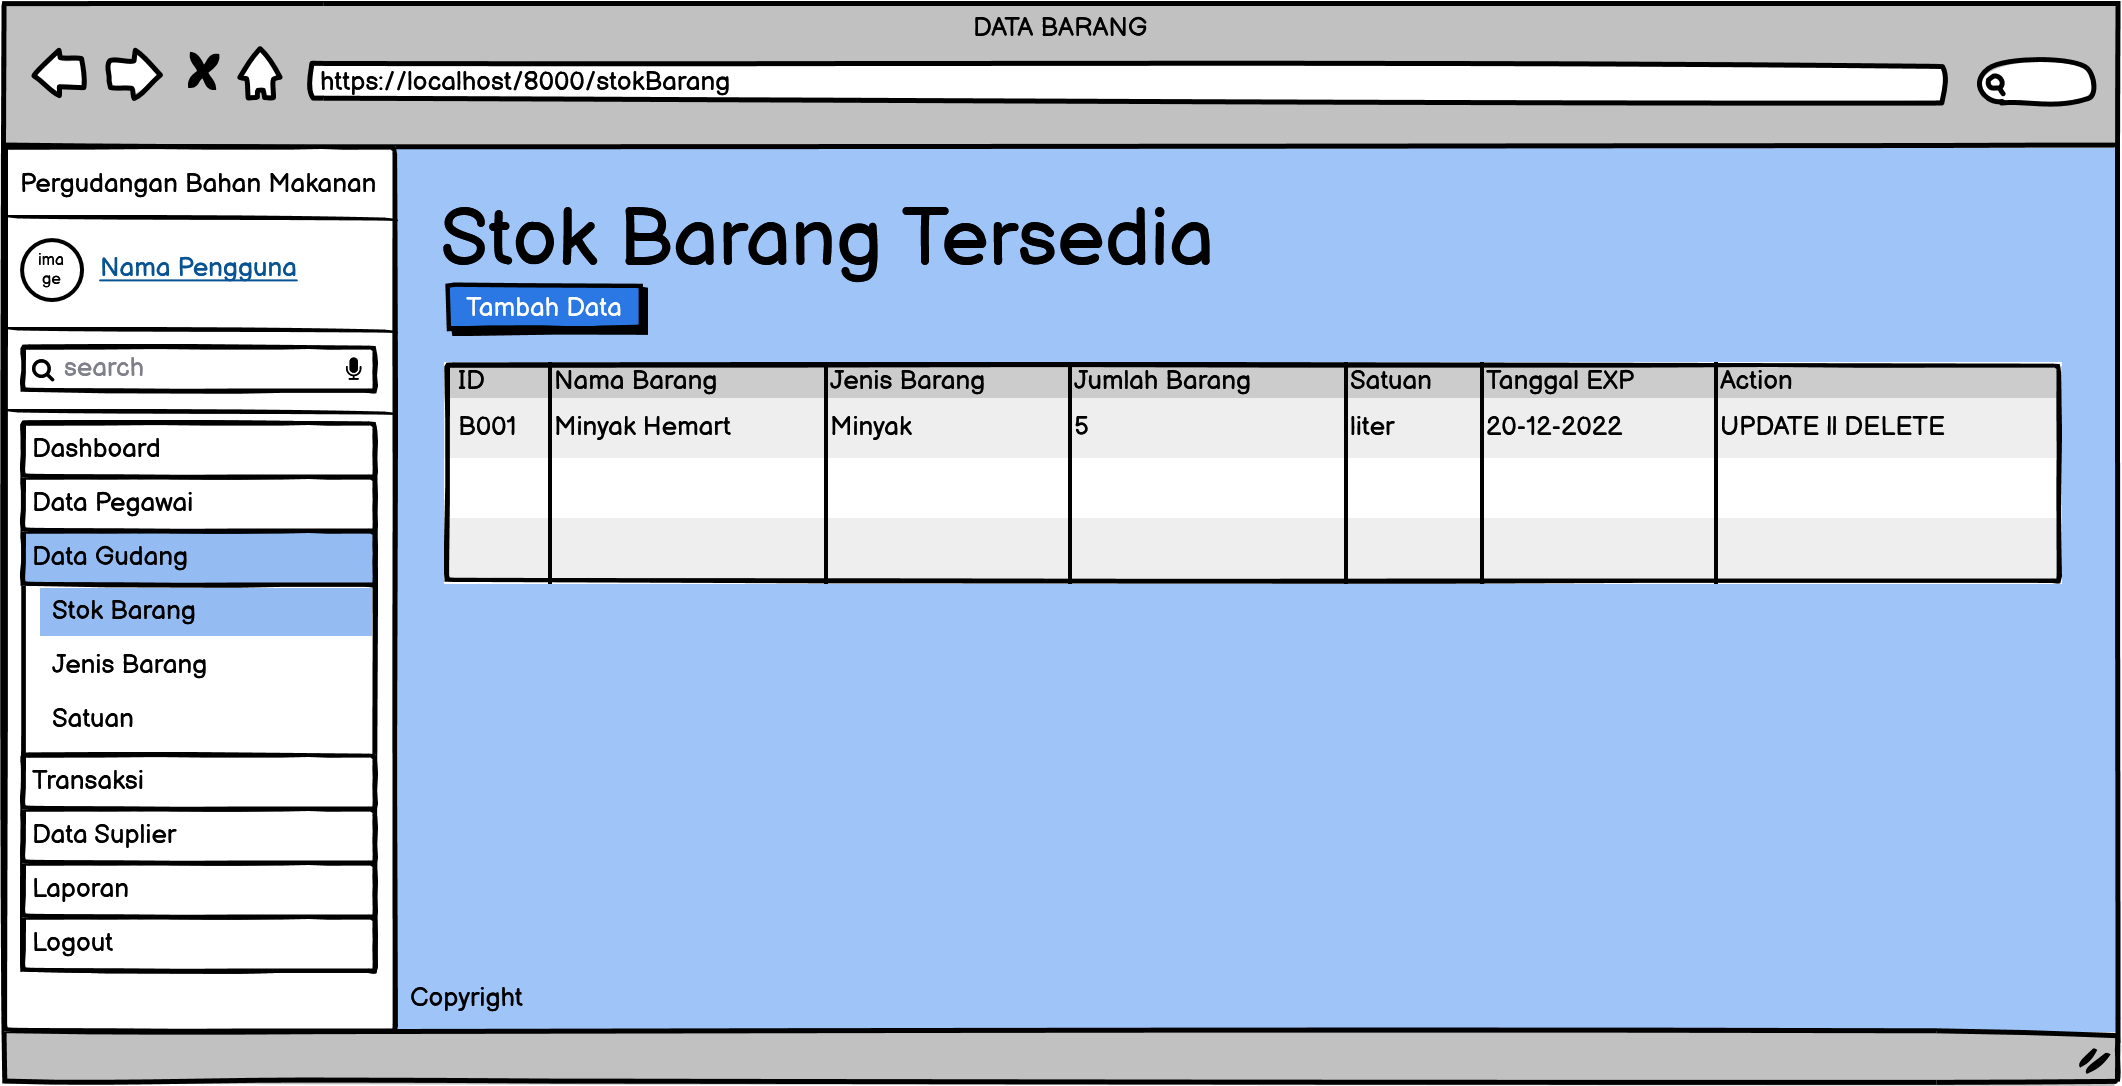 DATA BARANG
https://localhost/8000/stokBarang
Pergudangan Bahan Makanan
ima
ge
Nama Pengguna
search
Dashboard
Data Pegawai
Data Gudang
Stok Barang
Jenis Barang
Satuan
Transaksi
Data Suplier
Laporan
Logout
Stok Barang Tersedia
Tambah Data
ID Nama Barang Jenis Barang Jumlah Barang Satuan Tanggal EXP Action
B001 Minyak Hemart Minyak 5 liter 20-12-2022 UPDATE || DELETE
Copyright